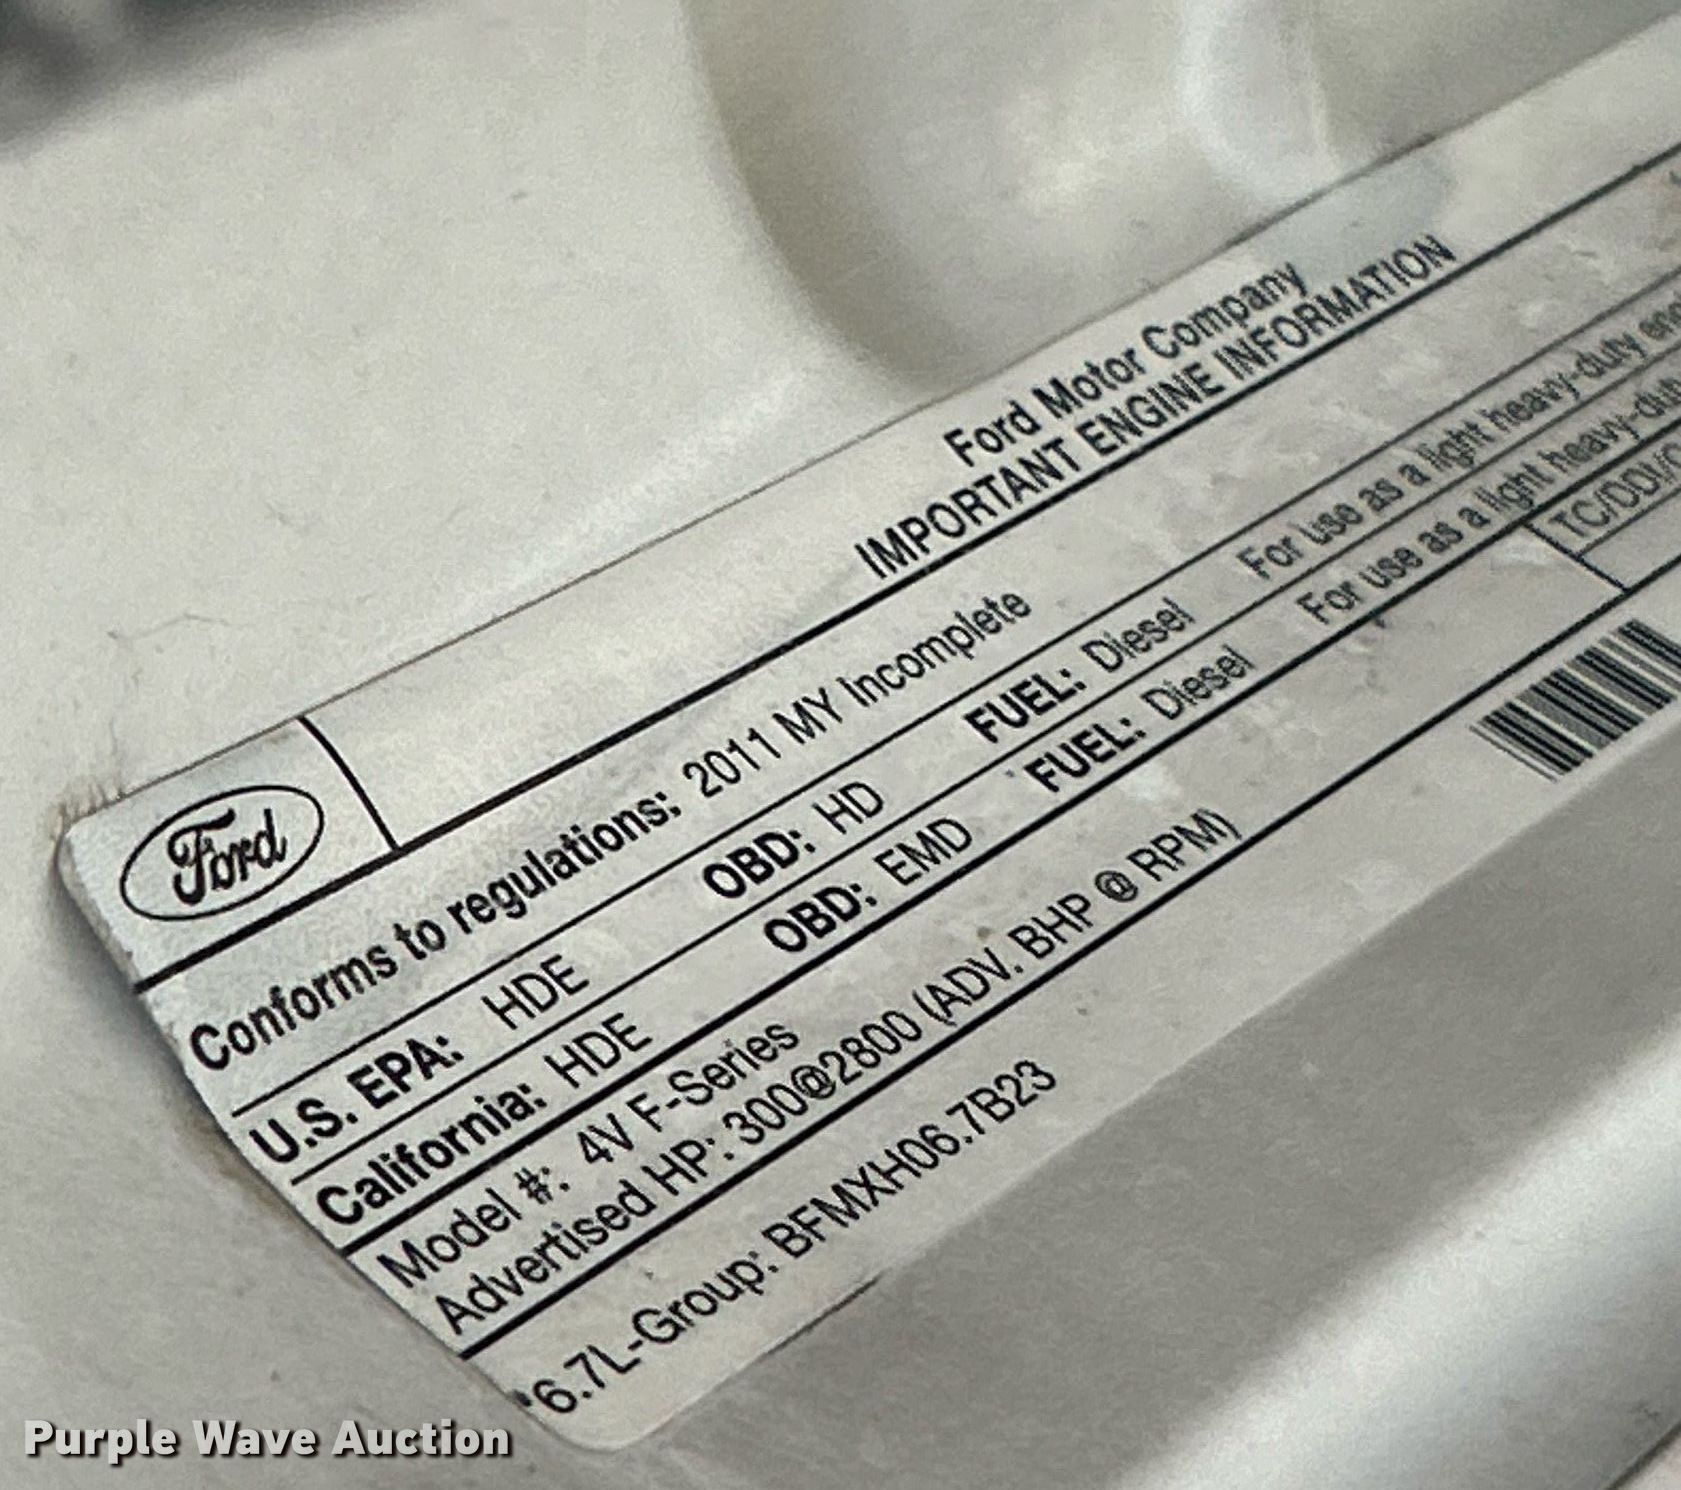 Ford
Ford Motor Company
IMPORTANT ENGINE INFORMATION
Conforms to regulations: 2011 MY Incomplete
U.S. EPA: HDE OBD: HD FUEL: Diesel For use as a light heavy-duty
California: HDE OBD: EMD FUEL: Diesel For use as a light heavy-duty
Model #: 4V F-Series TC/DDI/
Advertised HP: 300@2800 (ADV. BHP @ RPM)
6.7L-Group: BFMXH06.7B23
Purple Wave Auction